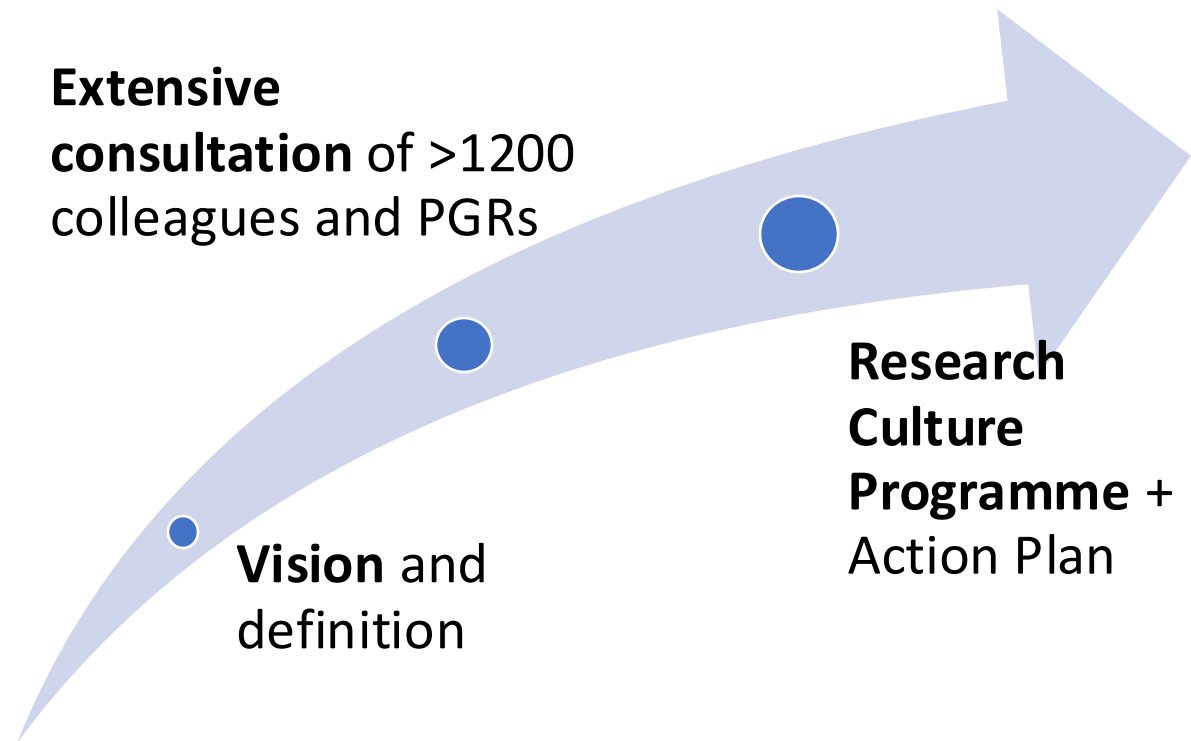 Extensive
consultation of >1200
colleagues and PGRs
Vision and
definition
Research
Culture
Programme +
Action Plan